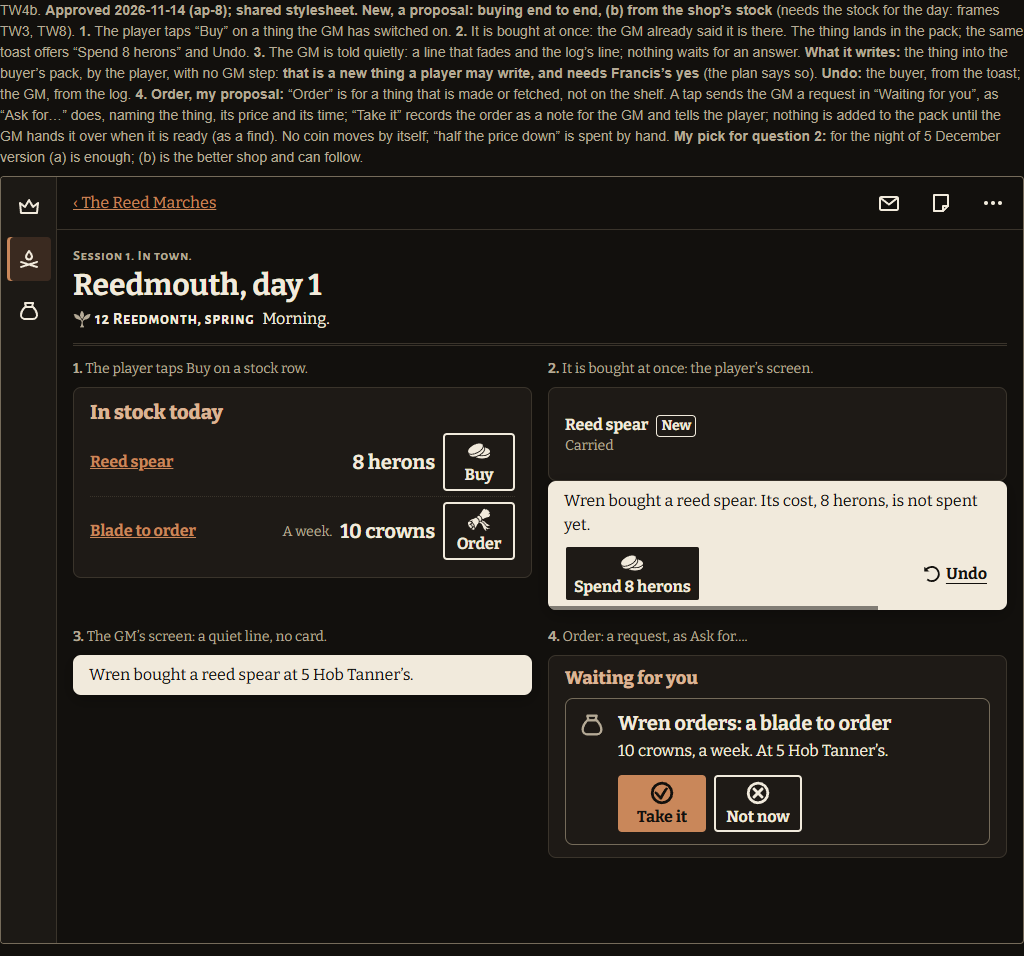 TW4b. Approved 2026-11-14 (ap-8); shared stylesheet. New, a proposal: buying end to end, (b) from the shop's stock (needs the stock for the day: frames
TW3, TW8). 1. The player taps “Buy” on a thing the GM has switched on. 2. It is bought at once: the GM already said it is there. The thing lands in the pack; the same
toast offers “Spend 8 herons” and Undo. 3. The GM is told quietly: a line that fades and the log's line; nothing waits for an answer. What it writes: the thing into the
buyer's pack, by the player, with no GM step: that is a new thing a player may write, and needs Francis's yes (the plan says so). Undo: the buyer, from the toast;
the GM, from the log. 4. Order, my proposal: “Order” is for a thing that is made or fetched, not on the shelf. A tap sends the GM a request in “Waiting for you”, as
“Ask for…” does, naming the thing, its price and its time; “Take it” records the order as a note for the GM and tells the player; nothing is added to the pack until the
GM hands it over when it is ready (as a find). No coin moves by itself; “half the price down” is spent by hand. My pick for question 2: for the night of 5 December
version (a) is enough; (b) is the better shop and can follow.
‹ The Reed Marches
Session 1. In town.
Reedmouth, day 1
12 Reedmonth, spring Morning.
1. The player taps Buy on a stock row.
In stock today
Reed spear 8 herons Buy
Blade to order A week. 10 crowns Order
2. It is bought at once: the player's screen.
Reed spear New
Carried
Wren bought a reed spear. Its cost, 8 herons, is not spent
yet.
Spend 8 herons Undo
3. The GM's screen: a quiet line, no card.
Wren bought a reed spear at 5 Hob Tanner's.
4. Order: a request, as Ask for….
Waiting for you
Wren orders: a blade to order
10 crowns, a week. At 5 Hob Tanner's.
Take it Not now